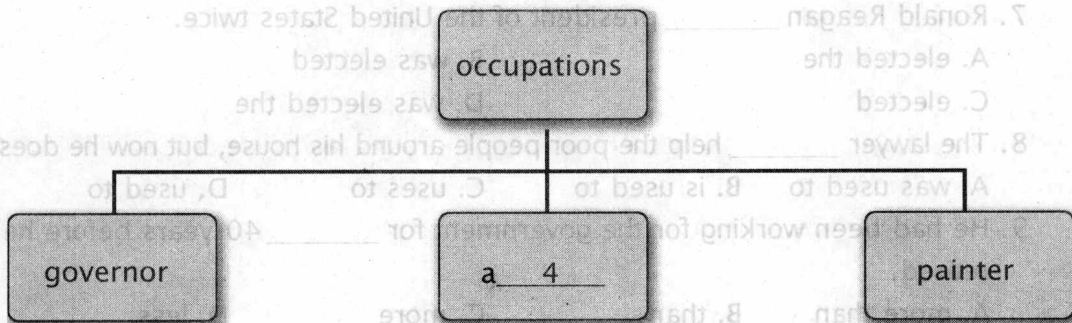 occupations
governor
a 4
painter
7. Ronald Reagan ______ president of the United States twice.
A. elected the B. was elected
C. elected D. was elected the
8. The lawyer ______ help the poor people around his house, but now he does
A. was used to B. is used to C. uses to D. used to
9. He had been working for the government for ______ 40 years before he
A. more than B. than C. more less